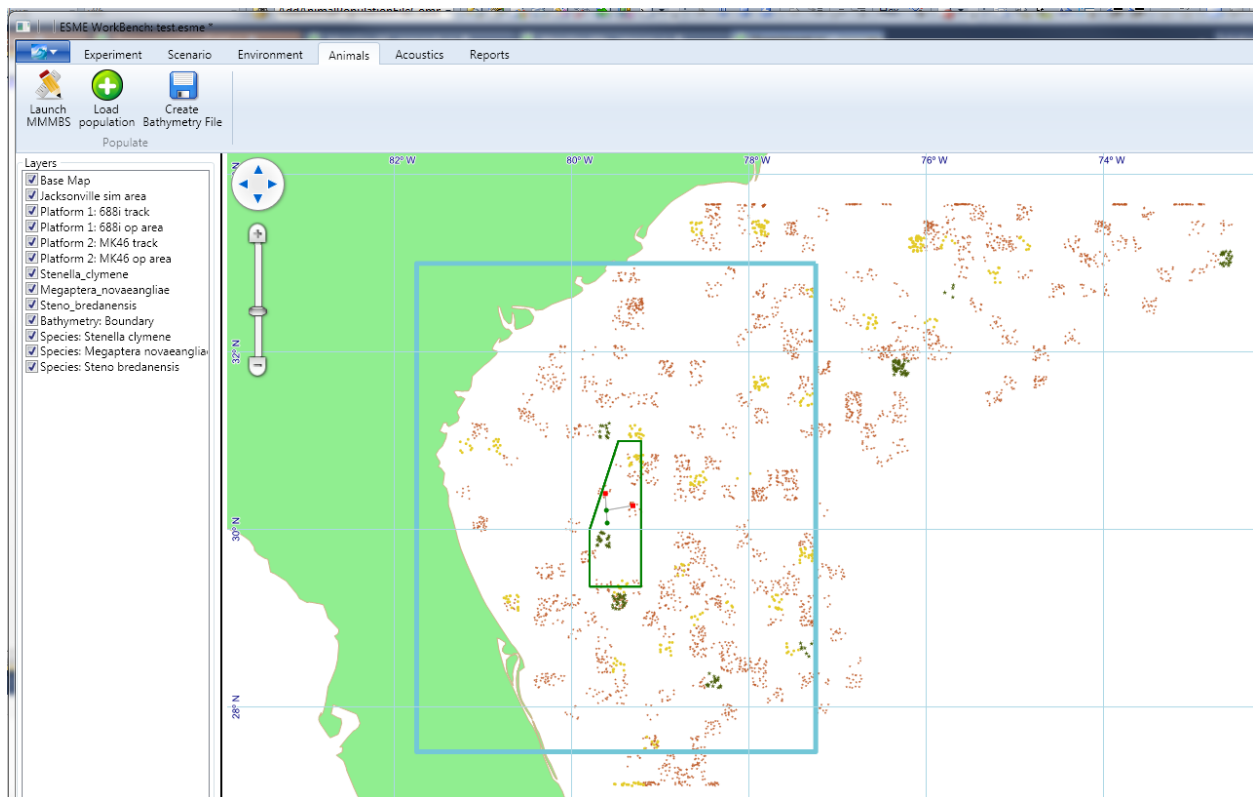 ESME WorkBench: test.esme *
Experiment
Scenario
Environment
Animals
Acoustics
Reports
Launch
MMMBS
Load
population
Create
Bathymetry File
Populate
Layers
Base Map
Jacksonville sim area
Platform 1: 688i track
Platform 1: 688i op area
Platform 2: MK46 track
Platform 2: MK46 op area
Stenella_clymene
Megaptera_novaeangliae
Steno_bredanensis
Bathymetry: Boundary
Species: Stenella clymene
Species: Megaptera novaeanglia
Species: Steno bredanensis
82° W
80° W
78° W
76° W
74° W
32° N
30° N
28° N